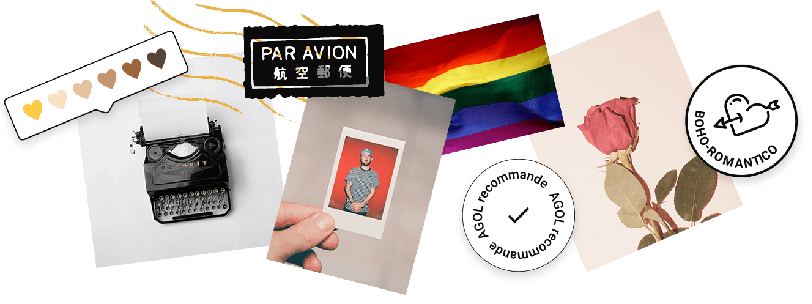 PAR AVION
航空郵便
AGOL recommande AGOL recommande
BOHO-ROMANTICO